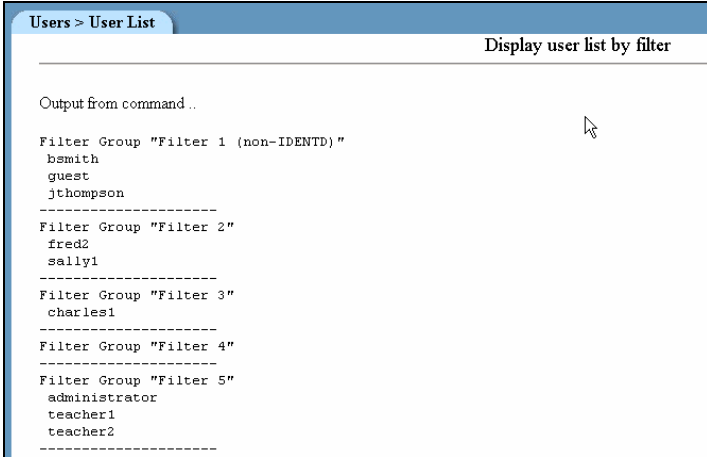 Users > User List
Display user list by filter
Output from command ..
Filter Group "Filter 1 (non-IDENTD)"
bsmith
guest
jthompson
---------------------
Filter Group "Filter 2"
fred2
sally1
---------------------
Filter Group "Filter 3"
charles1
---------------------
Filter Group "Filter 4"
---------------------
Filter Group "Filter 5"
administrator
teacher1
teacher2
---------------------